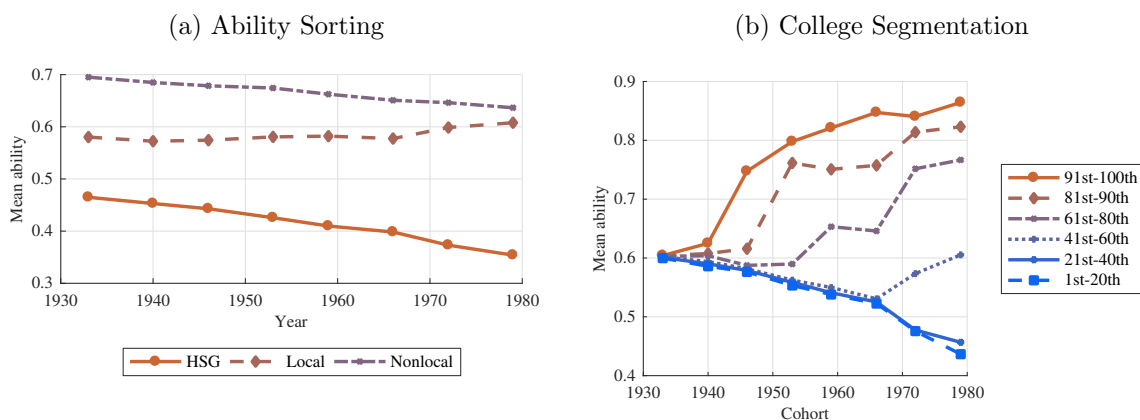 (a) Ability Sorting
0.7
0.6
0.5
0.4
0.3
Mean ability
1930 1940 1950 1960 1970 1980
Year
HSG Local Nonlocal
(b) College Segmentation
0.9
0.8
0.7
0.6
0.5
0.4
Mean ability
1930 1940 1950 1960 1970 1980
Cohort
91st-100th
81st-90th
61st-80th
41st-60th
21st-40th
1st-20th